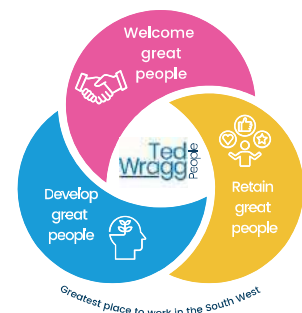 Welcome
great
people
Ted
Wragg
People
Develop
great
people
Retain
great
people
Greatest place to work in the South West